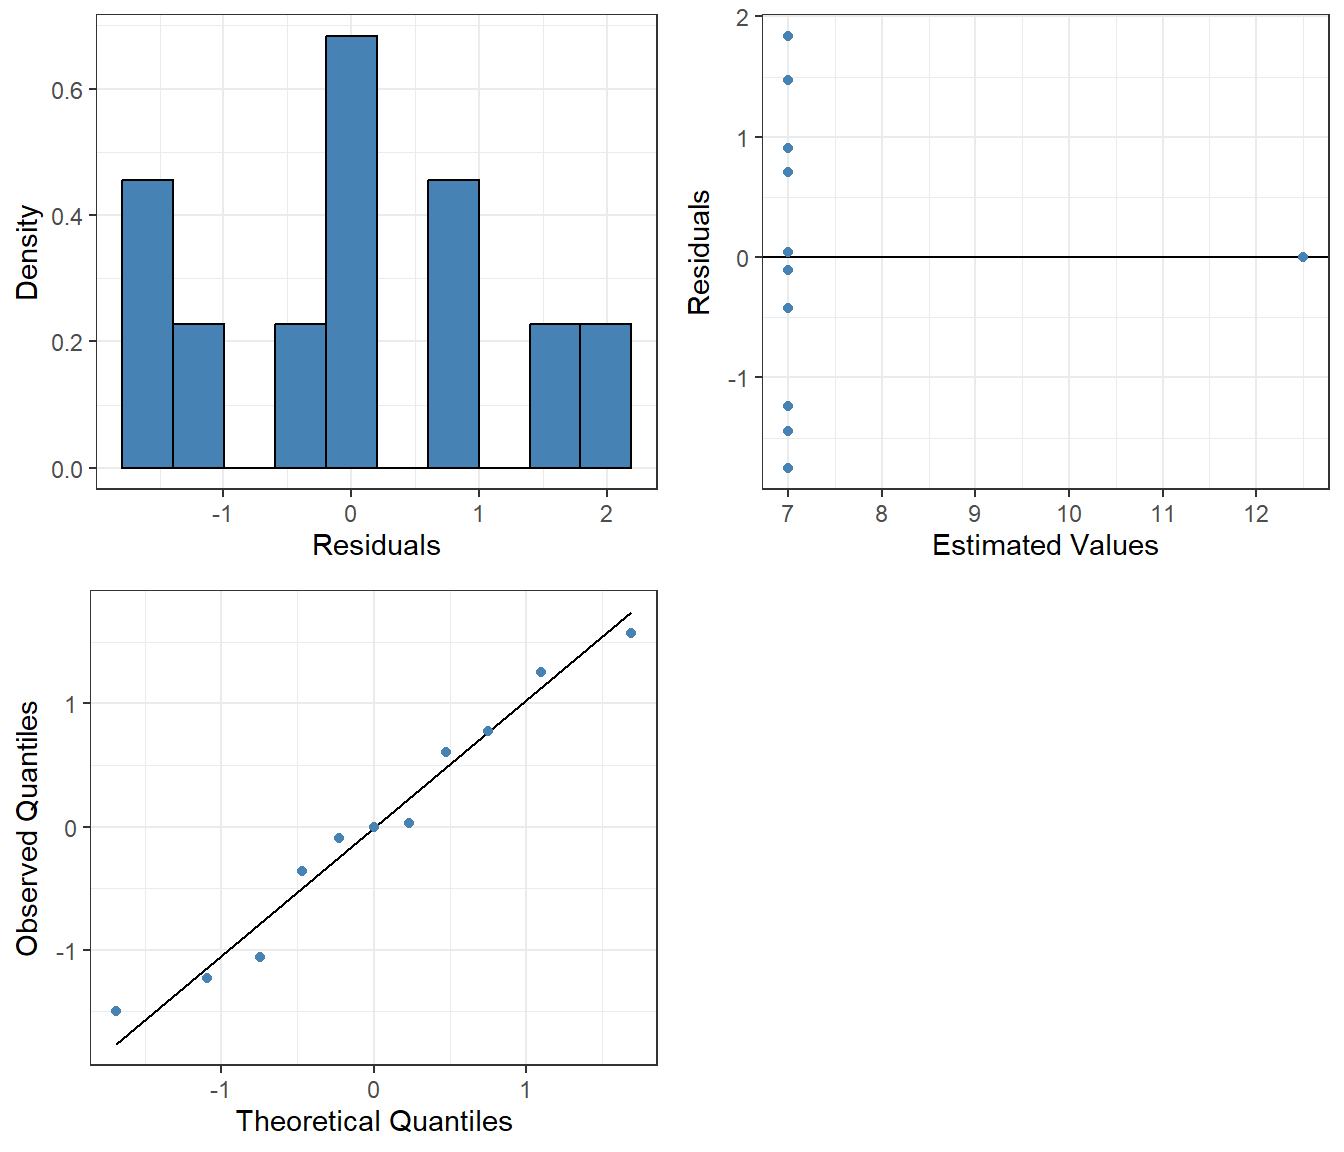 0.6
0.4
0.2
0.0
Density
-1 0 1 2
Residuals
2
1
0
-1
Residuals
7 8 9 10 11 12
Estimated Values
1
0
-1
Observed Quantiles
-1 0 1
Theoretical Quantiles